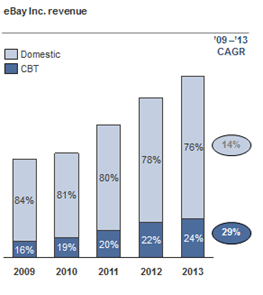 eBay Inc. revenue
'09 –'13
CAGR
Domestic
CBT
84%
81%
80%
78%
76%
14%
16%
19%
20%
22%
24%
29%
2009 2010 2011 2012 2013